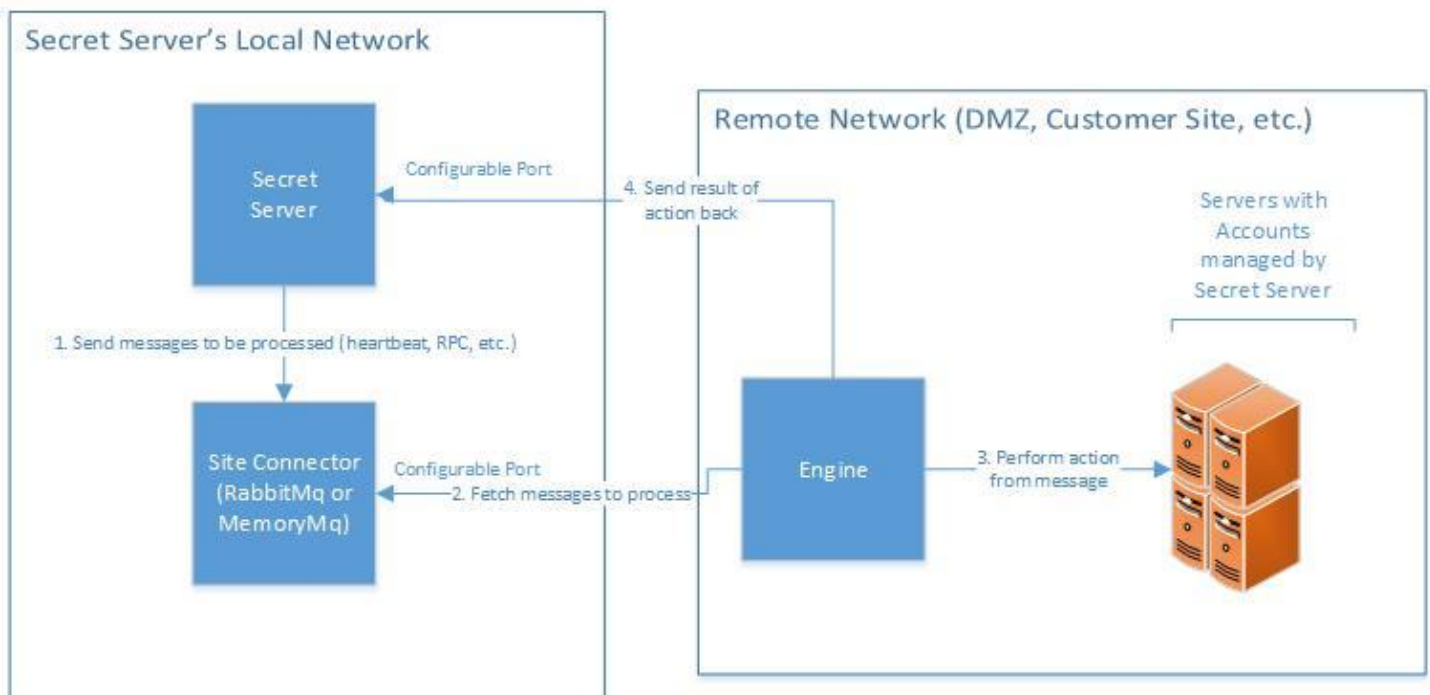 Secret Server's Local Network
Secret
Server
Configurable Port
1. Send messages to be processed (heartbeat, RPC, etc.)
Site Connector
(RabbitMq or
MemoryMq)
Configurable Port
2. Fetch messages to process
4. Send result of
action back
Remote Network (DMZ, Customer Site, etc.)
Engine
3. Perform action
from message
Servers with
Accounts
managed by
Secret Server